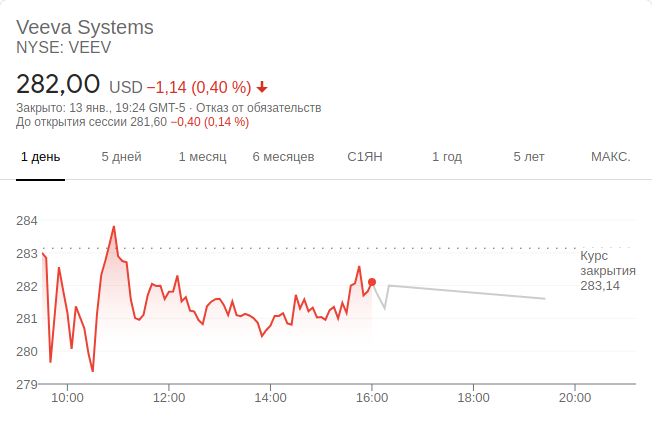 Veeva Systems
NYSE: VEEV
282,00 USD −1,14 (0,40 %)
Закрыто: 13 янв., 19:24 GMT-5 · Отказ от обязательств
До открытия сессии 281,60 −0,40 (0,14 %)
1 день 5 дней 1 месяц 6 месяцев С1ЯН 1 год 5 лет МАКС.
284
283
282
281
280
279
Курс
закрытия
283,14
10:00 12:00 14:00 16:00 18:00 20:00